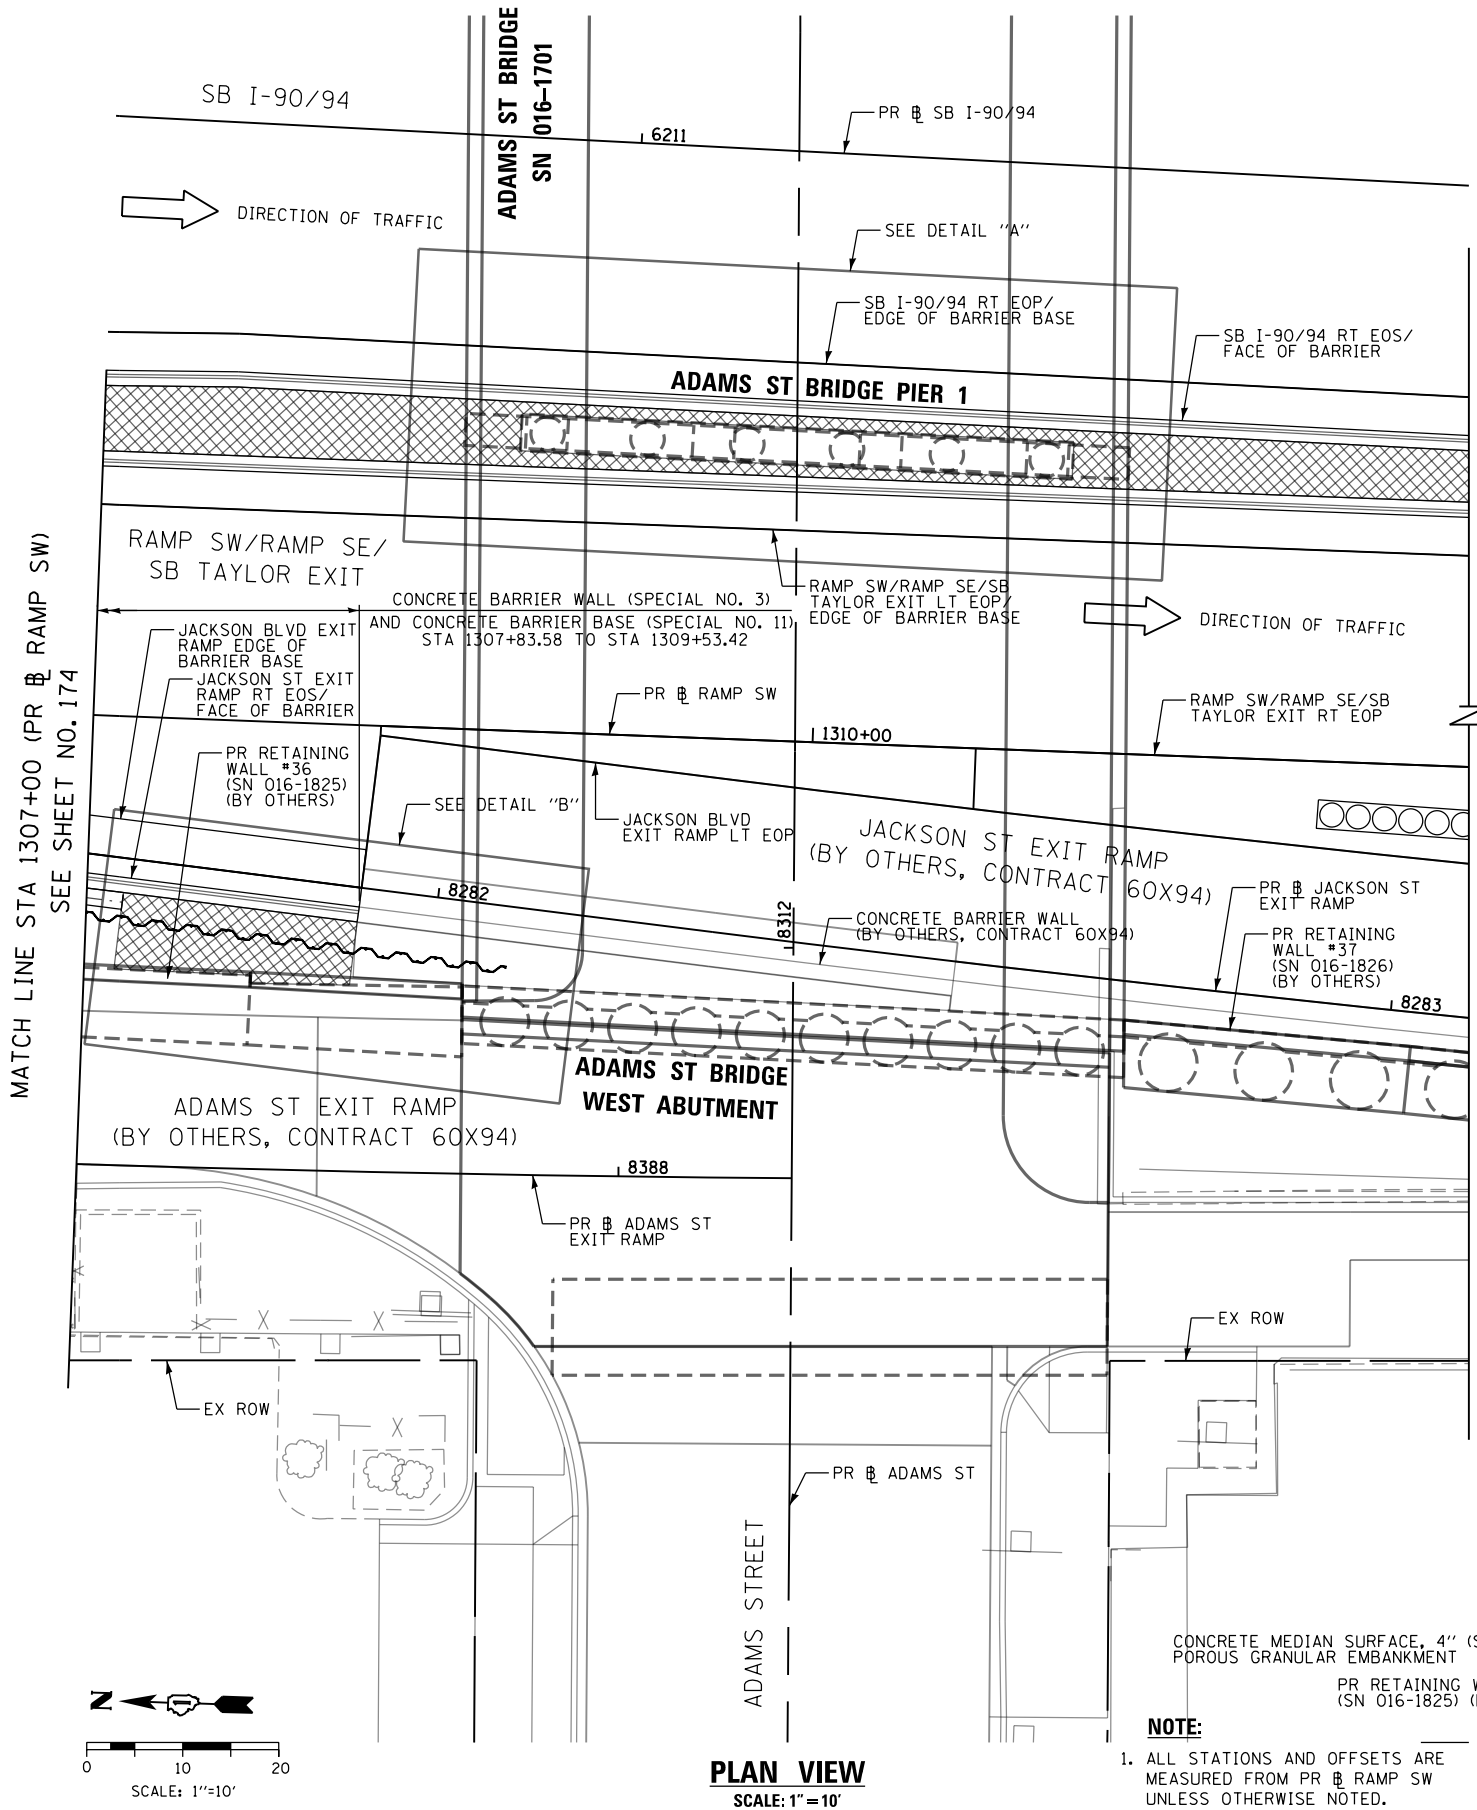 ADAMS ST BRIDGE
SN 016-1701
SB I-90/94
PR BL SB I-90/94
6211
DIRECTION OF TRAFFIC
SEE DETAIL "A"
SB I-90/94 RT EOP/
EDGE OF BARRIER BASE
SB I-90/94 RT EOS/
FACE OF BARRIER
ADAMS ST BRIDGE PIER 1
MATCH LINE STA 1307+00 (PR BL RAMP SW)
SEE SHEET NO. 174
RAMP SW/RAMP SE/
SB TAYLOR EXIT
CONCRETE BARRIER WALL (SPECIAL NO. 3)
AND CONCRETE BARRIER BASE (SPECIAL NO. 11)
STA 1307+83.58 TO STA 1309+53.42
RAMP SW/RAMP SE/SB
TAYLOR EXIT LT EOP/
EDGE OF BARRIER BASE
DIRECTION OF TRAFFIC
JACKSON BLVD EXIT
RAMP EDGE OF
BARRIER BASE
JACKSON ST EXIT
RAMP RT EOS/
FACE OF BARRIER
PR BL RAMP SW
RAMP SW/RAMP SE/SB
TAYLOR EXIT RT EOP
1310+00
PR RETAINING
WALL #36
(SN 016-1825)
(BY OTHERS)
SEE DETAIL "B"
JACKSON BLVD
EXIT RAMP LT EOP
JACKSON ST EXIT RAMP
(BY OTHERS, CONTRACT 60X94)
8282
8312
CONCRETE BARRIER WALL
(BY OTHERS, CONTRACT 60X94)
PR BL JACKSON ST
EXIT RAMP
PR RETAINING
WALL #37
(SN 016-1826)
(BY OTHERS)
8283
ADAMS ST BRIDGE
WEST ABUTMENT
ADAMS ST EXIT RAMP
(BY OTHERS, CONTRACT 60X94)
8388
PR BL ADAMS ST
EXIT RAMP
X
X
EX ROW
EX ROW
X
PR BL ADAMS ST
ADAMS STREET
CONCRETE MEDIAN SURFACE, 4" (S
POROUS GRANULAR EMBANKMENT
PR RETAINING W
(SN 016-1825) (
N
0 10 20
SCALE: 1"=10'
PLAN VIEW
SCALE: 1" = 10'
NOTE:
1. ALL STATIONS AND OFFSETS ARE
MEASURED FROM PR BL RAMP SW
UNLESS OTHERWISE NOTED.